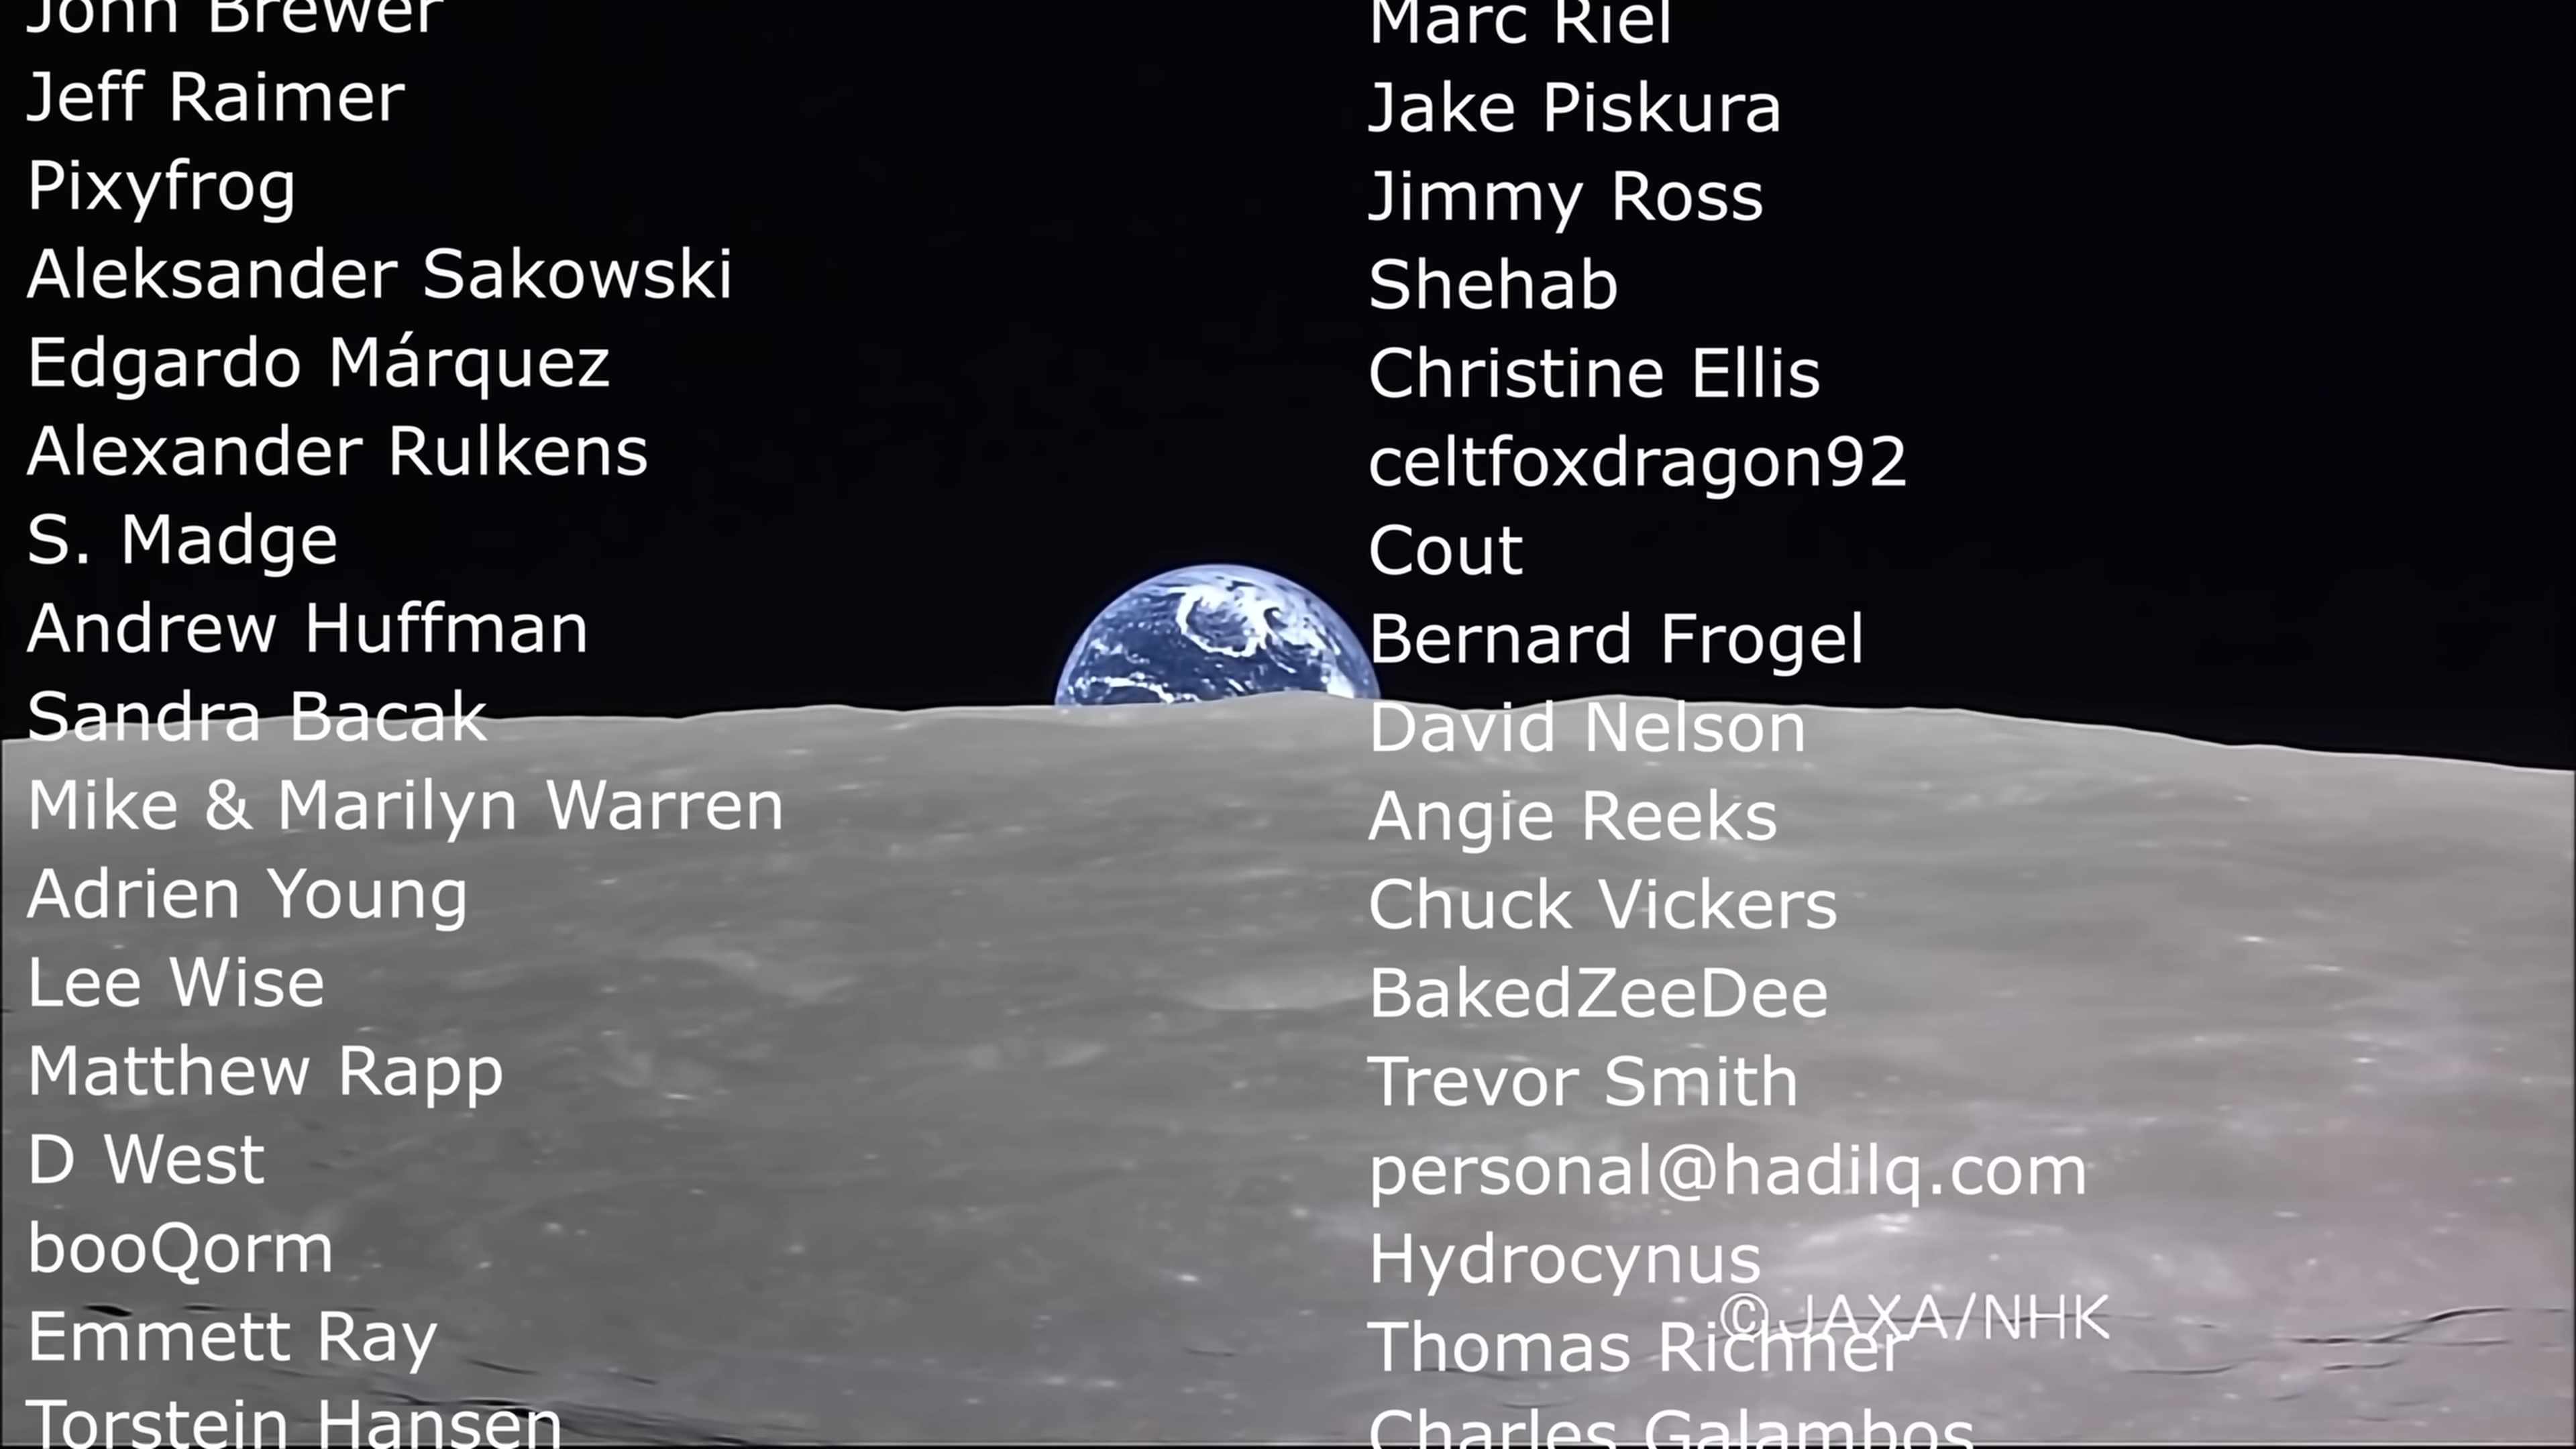 John Brewer
Jeff Raimer
Pixyfrog
Aleksander Sakowski
Edgardo Márquez
Alexander Rulkens
S. Madge
Andrew Huffman
Sandra Bacak
Mike & Marilyn Warren
Adrien Young
Lee Wise
Matthew Rapp
D West
booQorm
Emmett Ray
Torstein Hansen
Marc Riel
Jake Piskura
Jimmy Ross
Shehab
Christine Ellis
celtfoxdragon92
Cout
Bernard Frogel
David Nelson
Angie Reeks
Chuck Vickers
BakedZeeDee
Trevor Smith
personal@hadilq.com
Hydrocynus
©JAXA/NHK
Thomas Richner
Charles Galambos